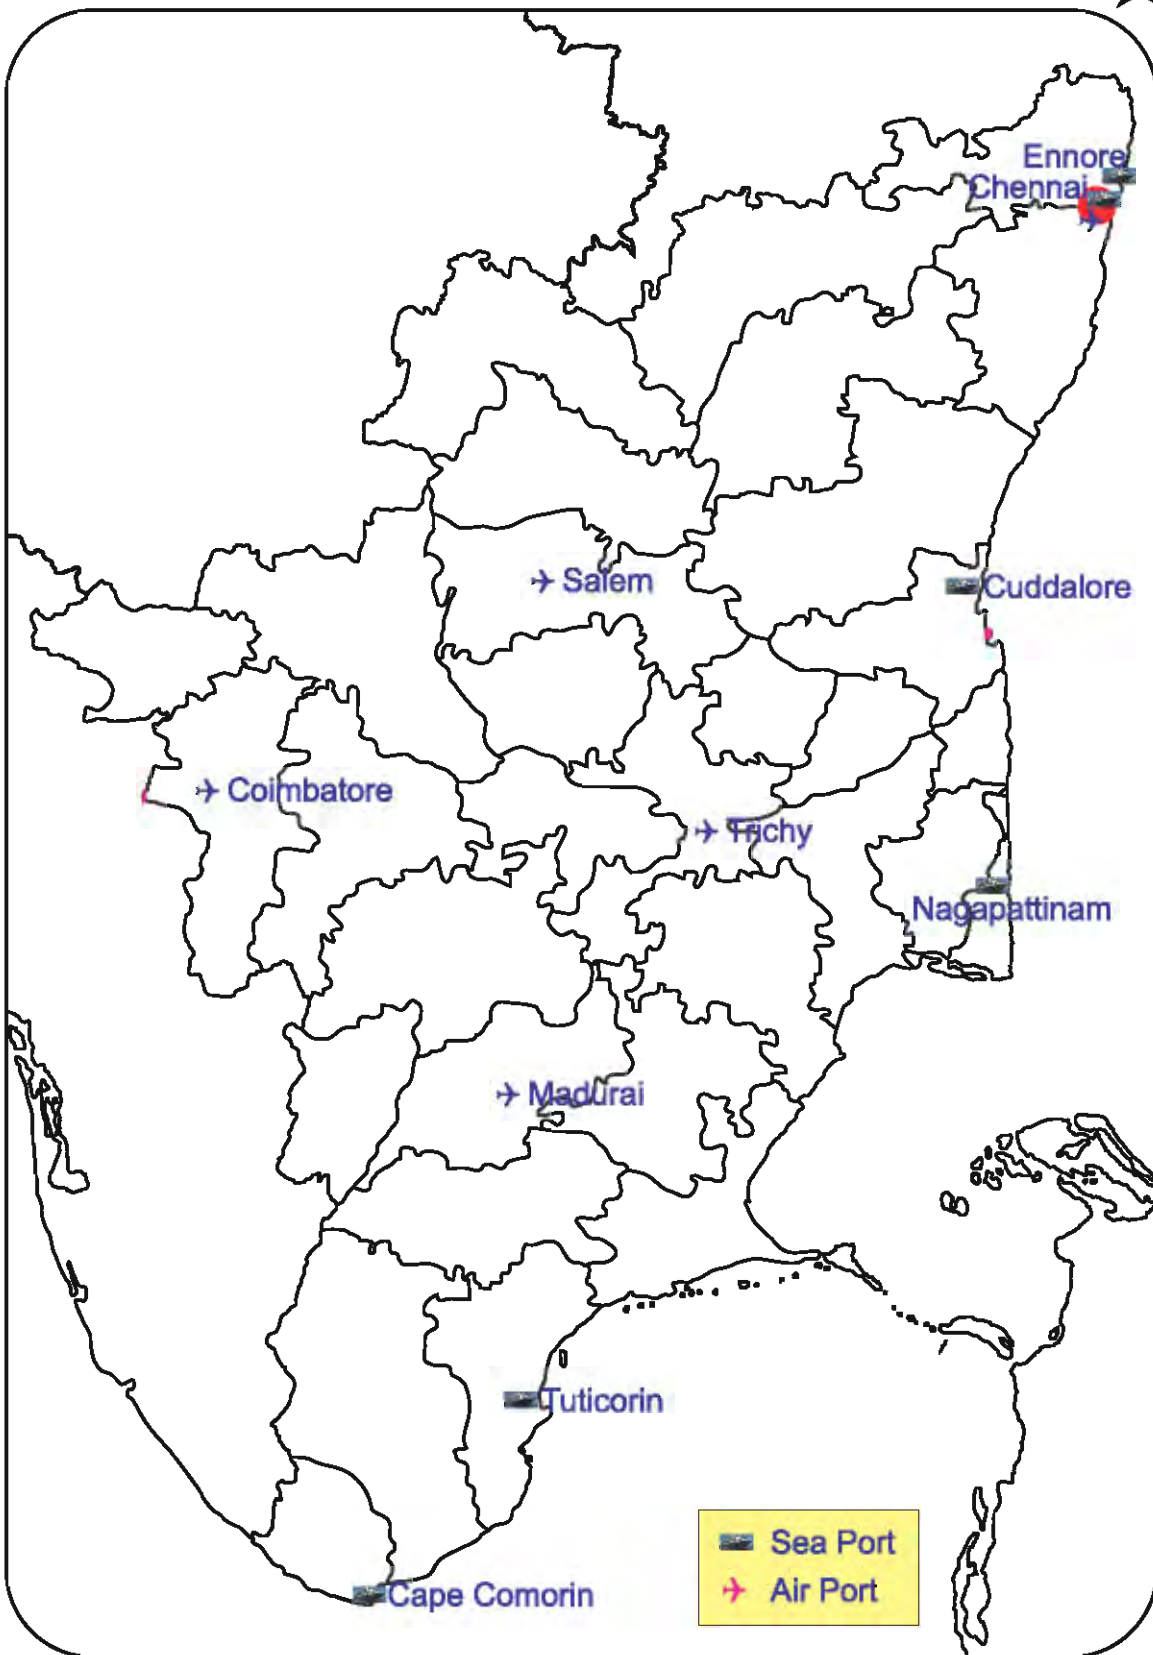 Ennore
Chennai
Salem
Cuddalore
Coimbatore
Trichy
Nagapattinam
Madurai
Tuticorin
Sea Port
Air Port
Cape Comorin